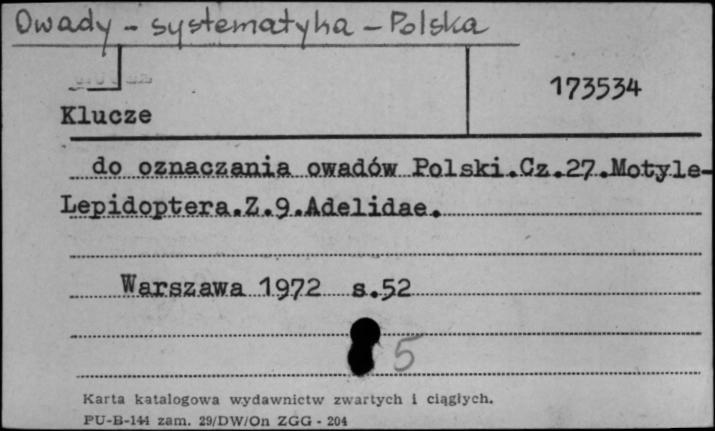 Owady - systematyka - Polska
173534
Klucze
do oznaczania owadów Polski.Cz.27.Motyle-
Lepidoptera.Z.9.Adelidae.
Warszawa 1972 s.52
5
Karta katalogowa wydawnictw zwartych i ciągłych.
PU-B-144 zam. 29/DW/On ZGG - 204